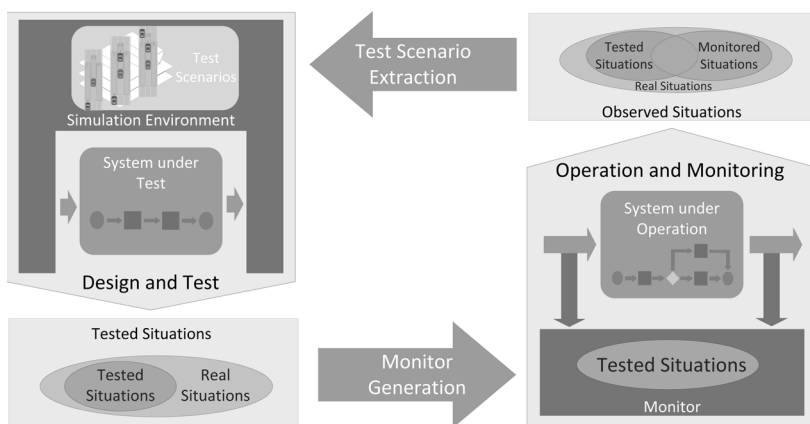 Test
Scenarios
Simulation Environment
System under
Test
Design and Test
Test Scenario
Extraction
Tested
Situations
Monitored
Situations
Real Situations
Observed Situations
Operation and Monitoring
System under
Operation
Tested Situations
Tested
Situations
Real
Situations
Monitor
Generation
Tested Situations
Monitor